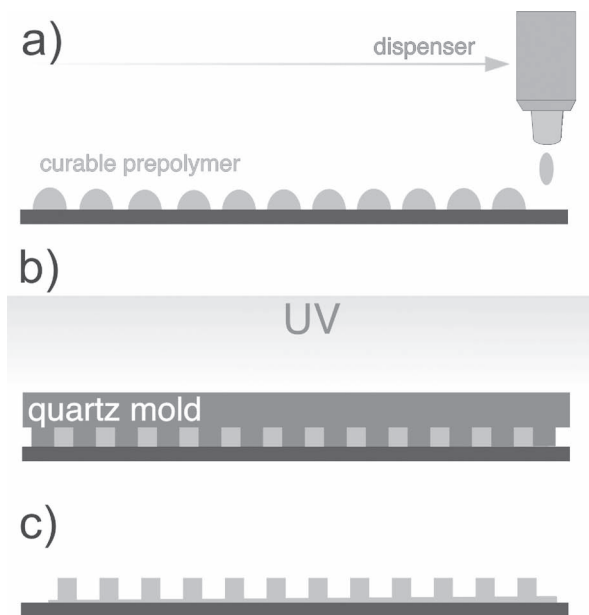 a)
dispenser
curable prepolymer
b)
UV
quartz mold
c)